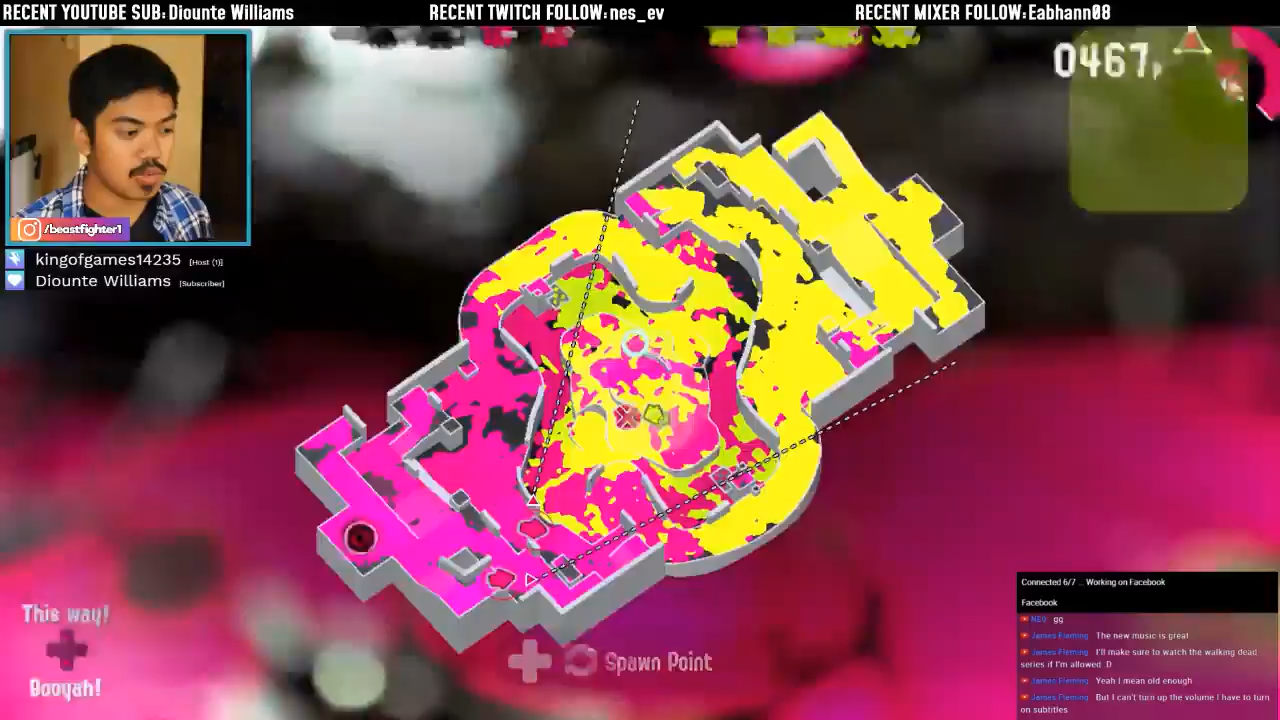 RECENT YOUTUBE SUB:Diounte Williams
RECENT TWITCH FOLLOW:nes_ev
RECENT MIXER FOLLOW:Eabhann08
0467p
/beastfighter1
kingofgames14235 [Host (1)]
Diounte Williams [Subscriber]
This way!
Booyah!
Spawn Point
Connected 6/7 ... Working on Facebook
Facebook
NEO gg
James Fleming The new music is great
James Fleming I'll make sure to watch the walking dead
series if I'm allowed :D
James Fleming Yeah I mean old enough
James Fleming But I can't turn up the volume I have to turn
on subtitles